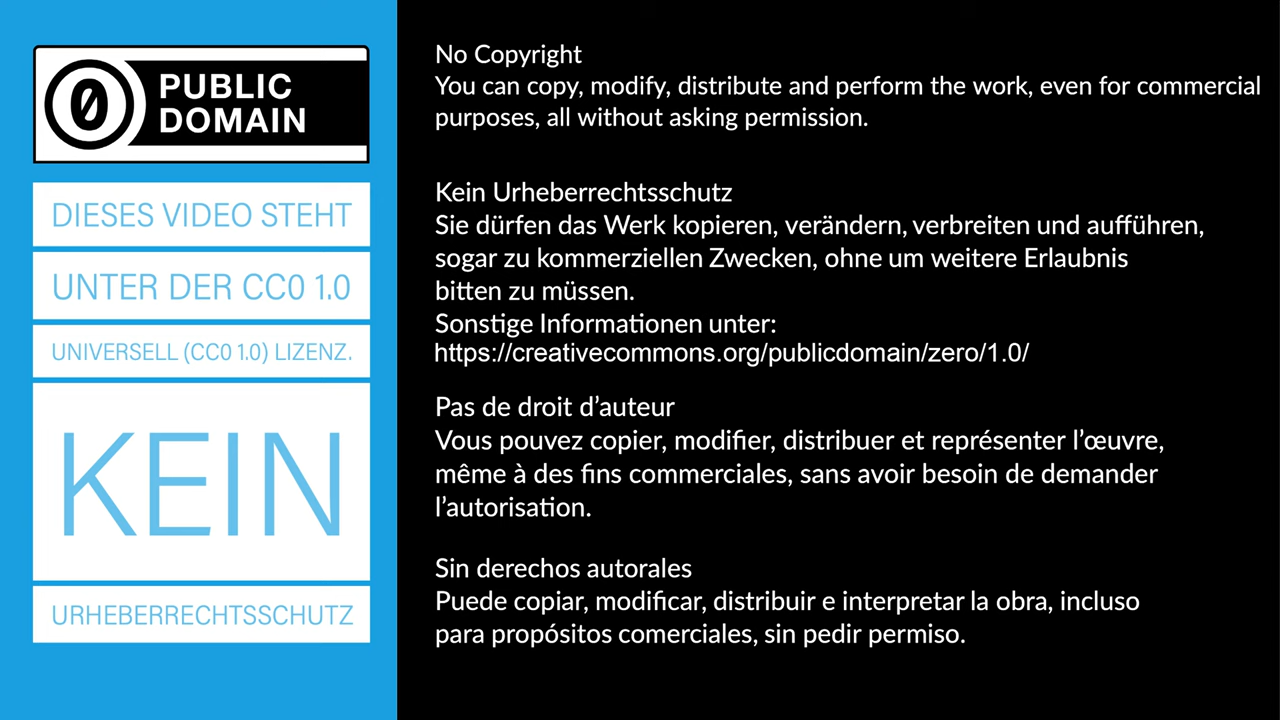 PUBLIC
DOMAIN
DIESES VIDEO STEHT
UNTER DER CC0 1.0
UNIVERSELL (CC0 1.0) LIZENZ.
KEIN
URHEBERRECHTSSCHUTZ
No Copyright
You can copy, modify, distribute and perform the work, even for commercial
purposes, all without asking permission.
Kein Urheberrechtsschutz
Sie dürfen das Werk kopieren, verändern, verbreiten und aufführen,
sogar zu kommerziellen Zwecken, ohne um weitere Erlaubnis
bitten zu müssen.
Sonstige Informationen unter:
https://creativecommons.org/publicdomain/zero/1.0/
Pas de droit d’auteur
Vous pouvez copier, modifier, distribuer et représenter l’œuvre,
même à des fins commerciales, sans avoir besoin de demander
l’autorisation.
Sin derechos autorales
Puede copiar, modificar, distribuir e interpretar la obra, incluso
para propósitos comerciales, sin pedir permiso.